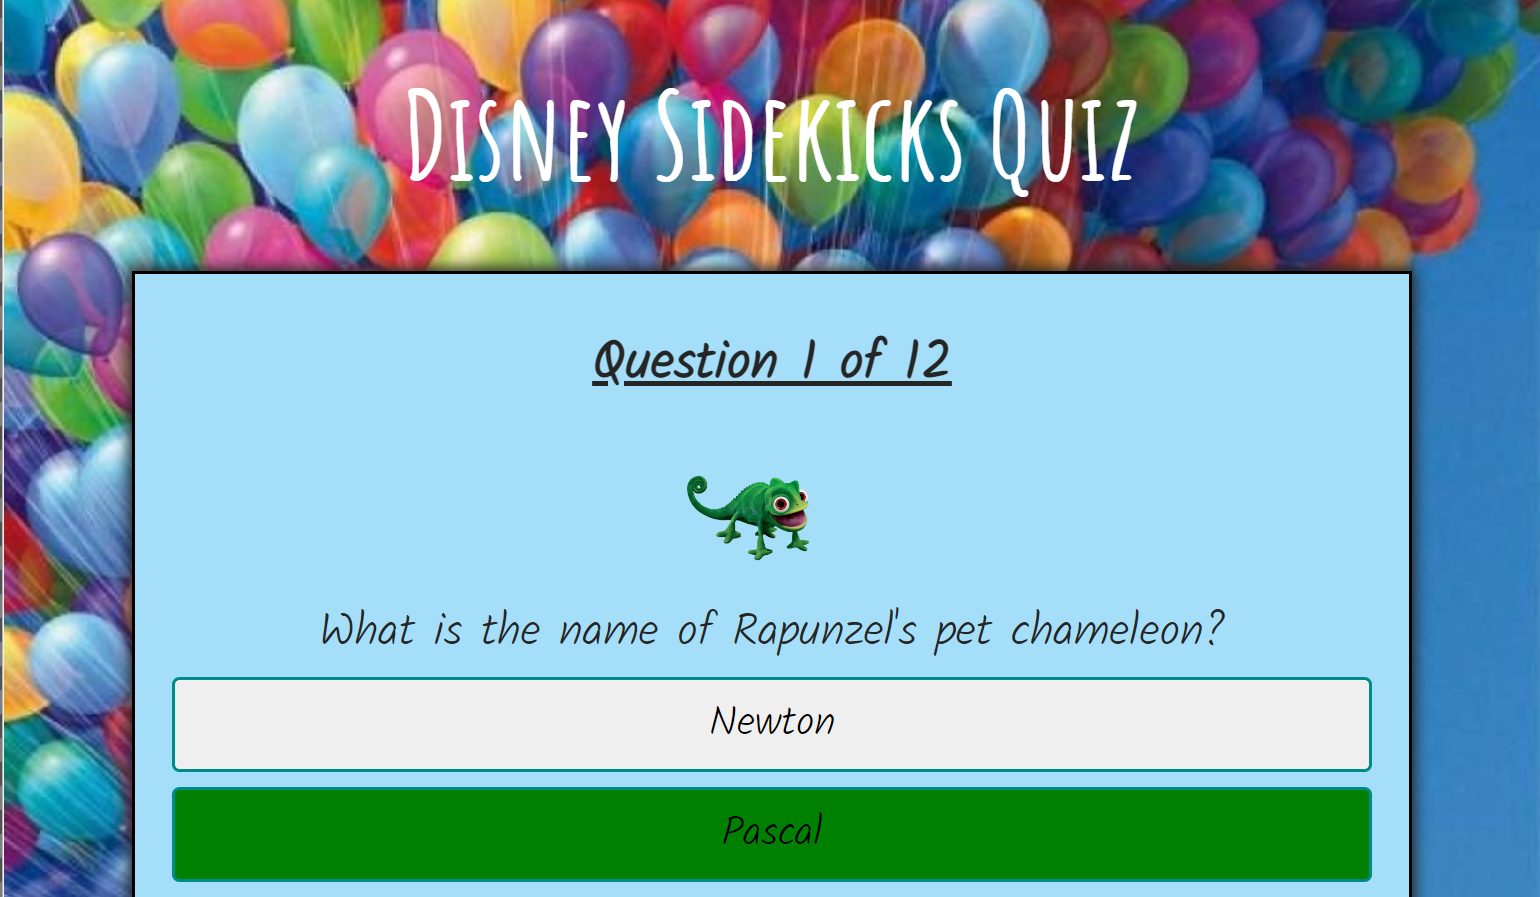 Disney Sidekicks Quiz
Question 1 of 12
What is the name of Rapunzel's pet chameleon?
Newton
Pascal